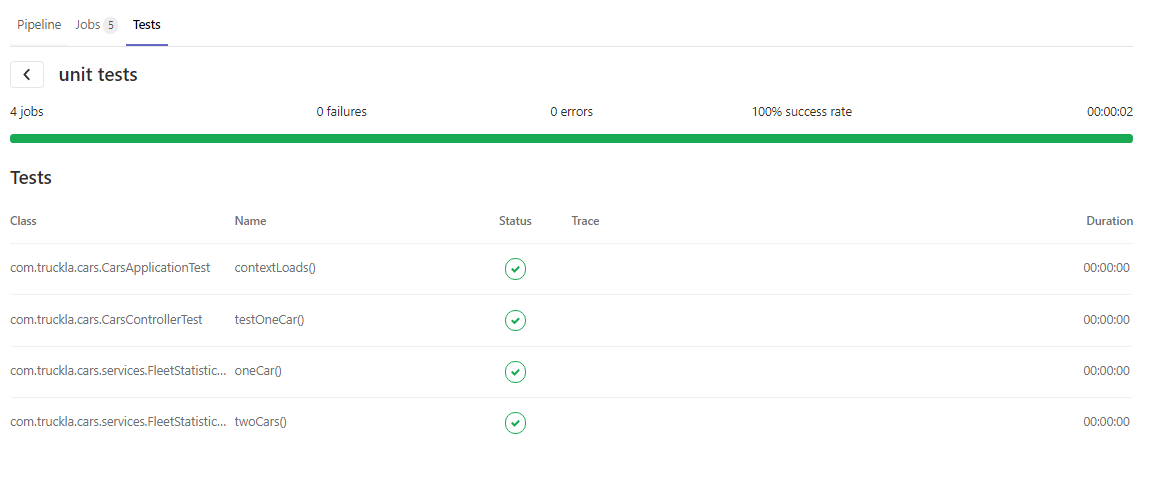 Pipeline Jobs 5 Tests
unit tests
4 jobs 0 failures 0 errors 100% success rate 00:00:02
Tests
Class Name Status Trace Duration
com.truckla.cars.CarsApplicationTest contextLoads() 00:00:00
com.truckla.cars.CarsControllerTest testOneCar() 00:00:00
com.truckla.cars.services.FleetStatistic... oneCar() 00:00:00
com.truckla.cars.services.FleetStatistic... twoCars() 00:00:00